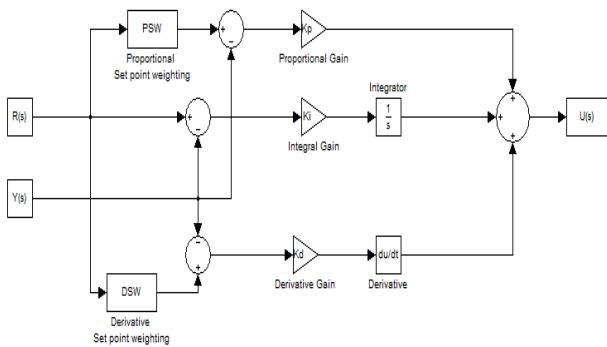 PSW
Proportional
Set point weighting
+
−
Kp
Proportional Gain
R(s)
+
−
Ki
Integral Gain
Integrator
1
s
+
+
+
U(s)
Y(s)
−
+
Kd
Derivative Gain
du/dt
Derivative
DSW
Derivative
Set point weighting